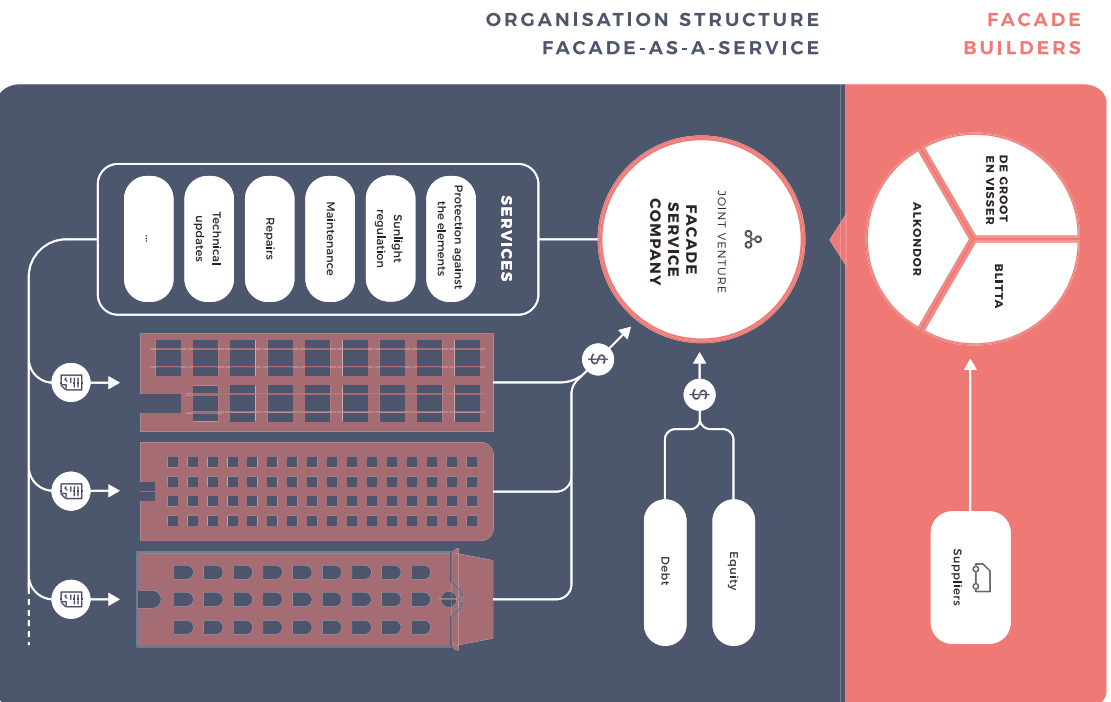 ORGANISATION STRUCTURE
FACADE-AS-A-SERVICE
FACADE
BUILDERS
DE GROOT
EN VISSER
BLITTA
ALKONDOR
Suppliers
JOINT VENTURE
FACADE
SERVICE
COMPANY
$
$
Equity
Debt
SERVICES
Protection against
the elements
Sunlight
regulation
Maintenance
Repairs
Technical
updates
...